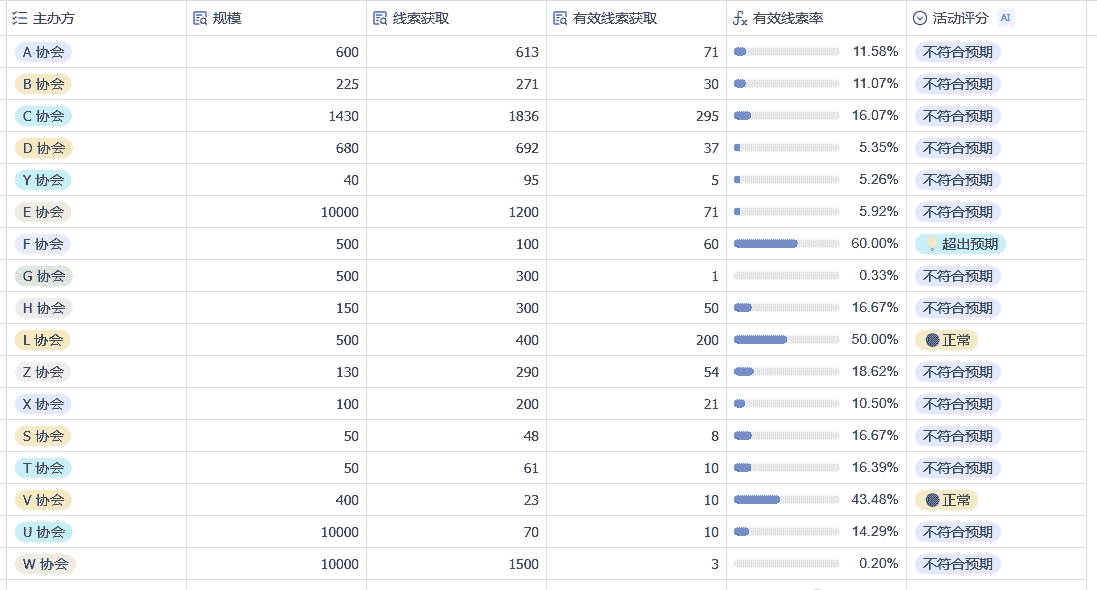 主办方 规模 线索获取 有效线索获取 有效线索率 活动评分 AI
A 协会 600 613 71 11.58% 不符合预期
B 协会 225 271 30 11.07% 不符合预期
C 协会 1430 1836 295 16.07% 不符合预期
D 协会 680 692 37 5.35% 不符合预期
Y 协会 40 95 5 5.26% 不符合预期
E 协会 10000 1200 71 5.92% 不符合预期
F 协会 500 100 60 60.00% 超出预期
G 协会 500 300 1 0.33% 不符合预期
H 协会 150 300 50 16.67% 不符合预期
L 协会 500 400 200 50.00% 正常
Z 协会 130 290 54 18.62% 不符合预期
X 协会 100 200 21 10.50% 不符合预期
S 协会 50 48 8 16.67% 不符合预期
T 协会 50 61 10 16.39% 不符合预期
V 协会 400 23 10 43.48% 正常
U 协会 10000 70 10 14.29% 不符合预期
W 协会 10000 1500 3 0.20% 不符合预期